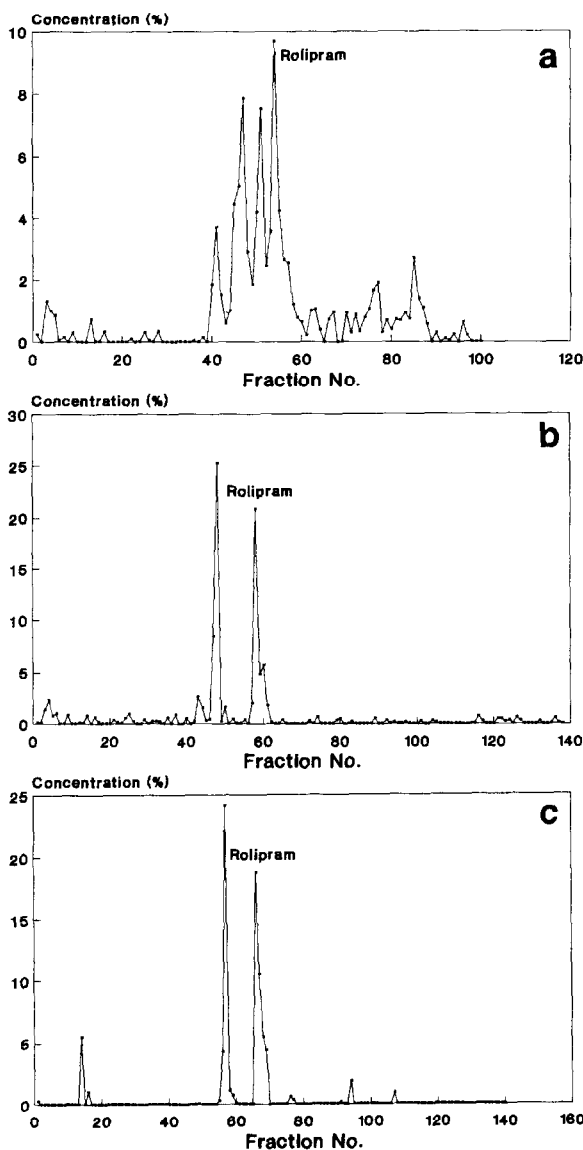 Concentration (%)
10
a
Rolipram
8
6
4
2
0
0 20 40 60 80 100 120
Fraction No.
Concentration (%)
30
b
25
Rolipram
20
15
10
5
0
0 20 40 60 80 100 120 140
Fraction No.
Concentration (%)
25
c
Rolipram
20
15
10
5
0
0 20 40 60 80 100 120 140 160
Fraction No.